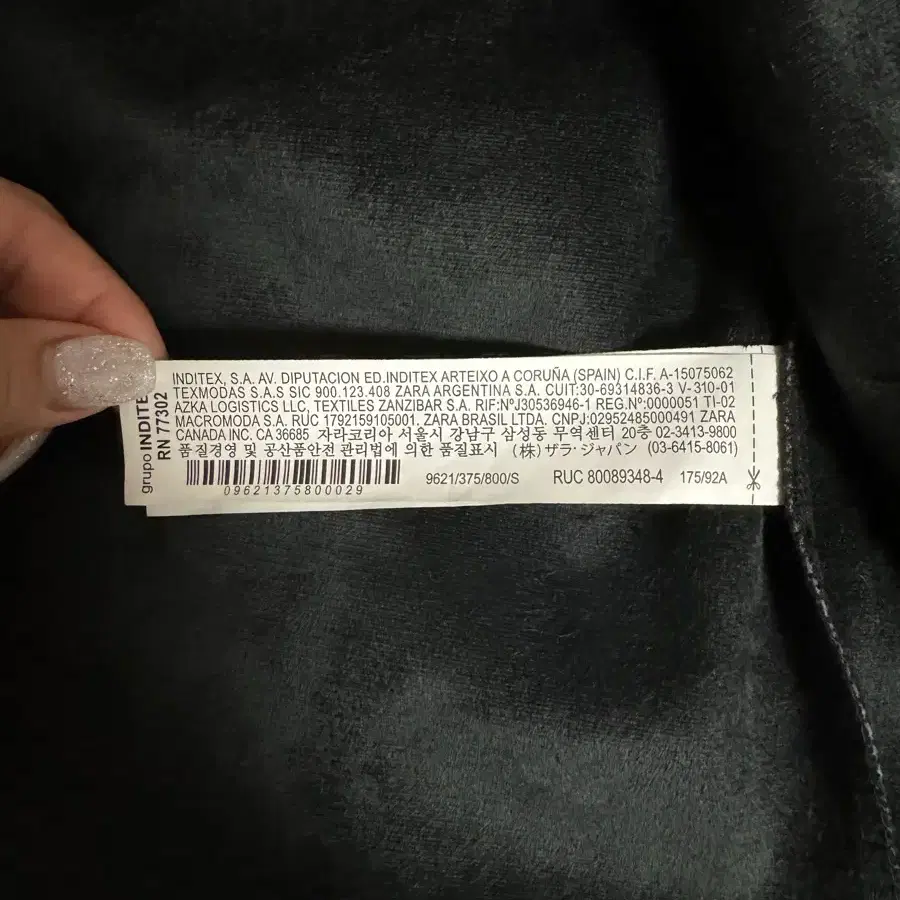 grupo INDITE
RN 77302
INDITEX, S.A. AV. DIPUTACION ED.INDITEX ARTEIXO A CORUÑA (SPAIN) C.I.F. A-15075062
TEXMODAS S.A.S SIC 900.123.408 ZARA ARGENTINA S.A. CUIT:30-69314836-3 V-310-01
AZKA LOGISTICS LLC, TEXTILES ZANZIBAR S.A. RIF:NºJ30536946-1 REG.Nº0000051 TI-02
MACROMODA S.A. RUC 1792159105001. ZARA BRASIL LTDA. CNPJ:02952485000491 ZARA
CANADA INC. CA 36685 자라코리아 서울시 강남구 삼성동 무역센터 20층 02-3413-9800
품질경영 및 공산품안전 관리법에 의한 품질표시 (株) ザラ・ジャパン (03-6415-8061)
09621375800029
9621/375/800/S RUC 80089348-4 175/92A